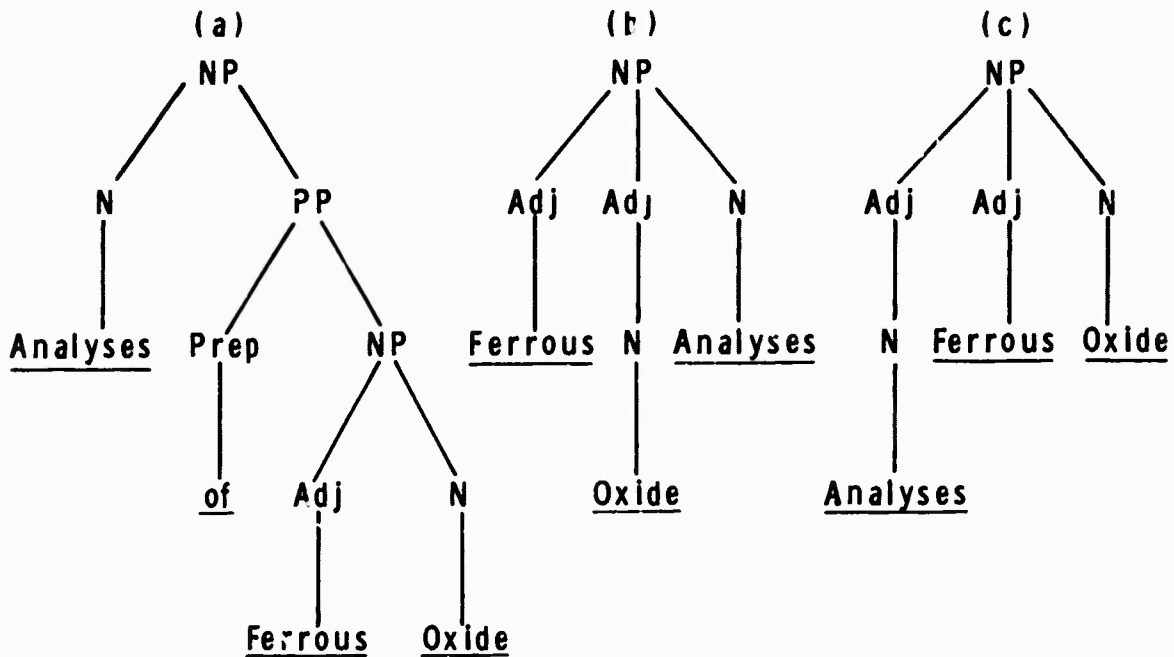 (a) (b) (c)
NP NP NP
N PP Adj Adj N Adj Adj N
Analyses Prep NP Ferrous N Analyses N Ferrous Oxide
of Adj N Oxide Analyses
Ferrous Oxide